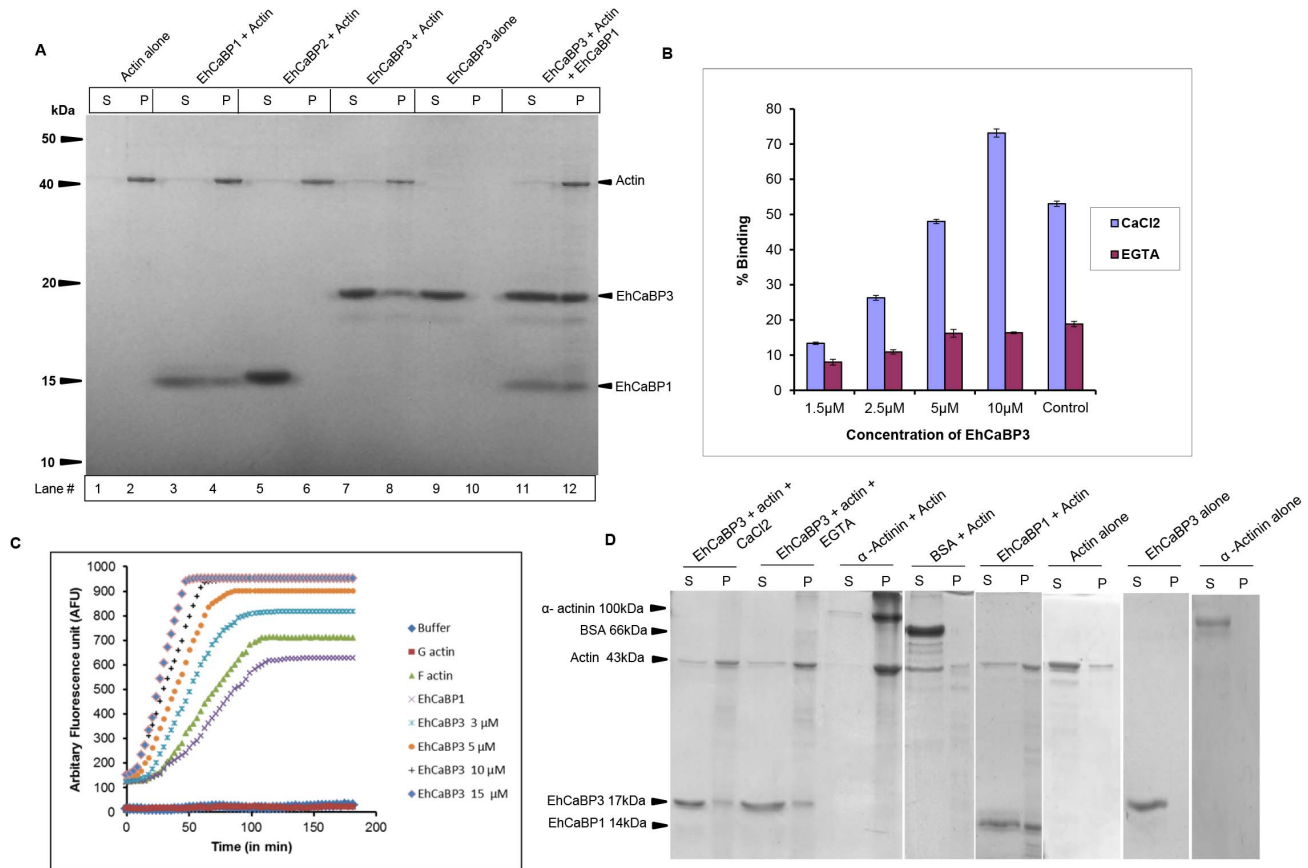 A
Actin alone
EhCaBP1 + Actin
EhCaBP2 + Actin
EhCaBP3 + Actin
EhCaBP3 alone
EhCaBP3 + Actin
+ EhCaBP1
S P S P S P S P S P S P
kDa
50
40
20
15
10
Actin
EhCaBP3
EhCaBP1
Lane # 1 2 3 4 5 6 7 8 9 10 11 12
B
80
70
60
50
40
30
20
10
0
% Binding
1.5µM 2.5µM 5µM 10µM Control
Concentration of EhCaBP3
CaCl2
EGTA
C
1000
900
800
700
600
500
400
300
200
100
0
Arbitary Fluorescence unit (AFU)
0 50 100 150 200
Time (in min)
Buffer
G actin
F actin
EhCaBP1
EhCaBP3 3 µM
EhCaBP3 5 µM
EhCaBP3 10 µM
EhCaBP3 15 µM
D
EhCaBP3 + actin +
CaCl2
EhCaBP3 + actin +
EGTA
α-Actinin + Actin
BSA + Actin
EhCaBP1 + Actin
Actin alone
EhCaBP3 alone
α -Actinin alone
S P S P S P S P S P S P S P S P
α- actinin 100kDa
BSA 66kDa
Actin 43kDa
EhCaBP3 17kDa
EhCaBP1 14kDa